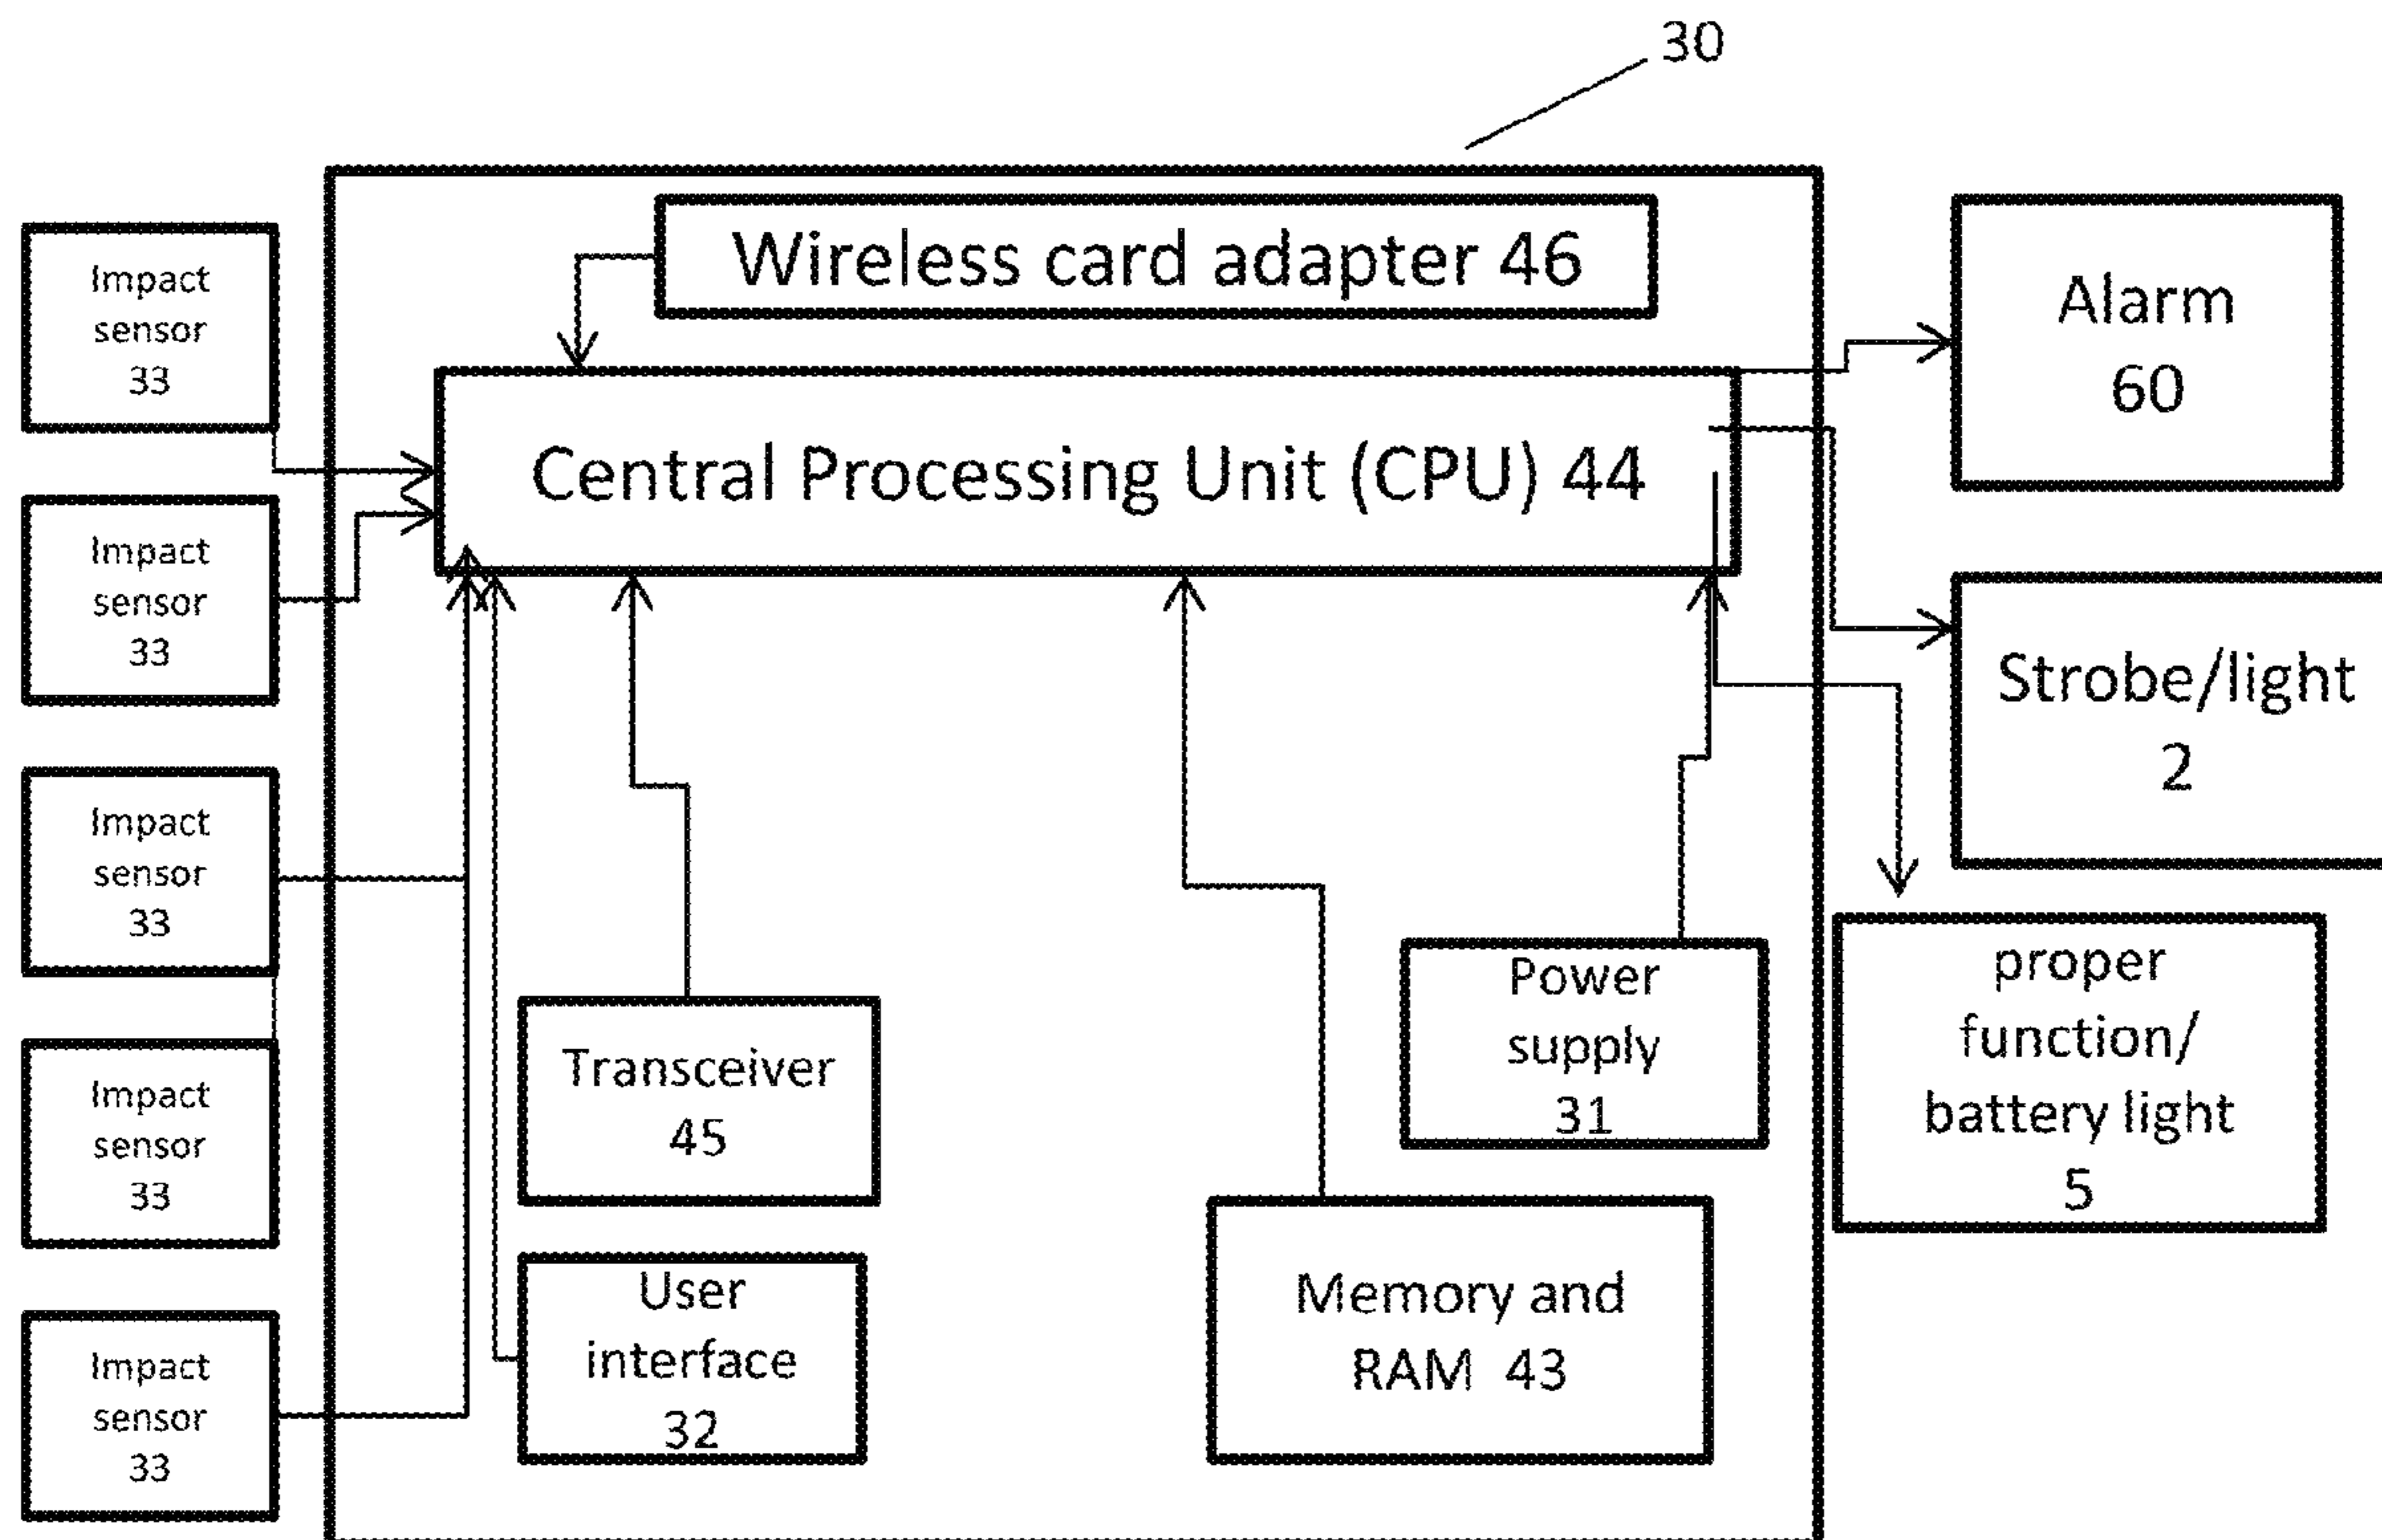 30
Wireless card adapter 46
Central Processing Unit (CPU) 44
Impact
sensor
33
Impact
sensor
33
Impact
sensor
33
Impact
sensor
33
Impact
sensor
33
Transceiver
45
User
interface
32
Power
supply
31
Memory and
RAM 43
Alarm
60
Strobe/light
2
proper
function/
battery light
5